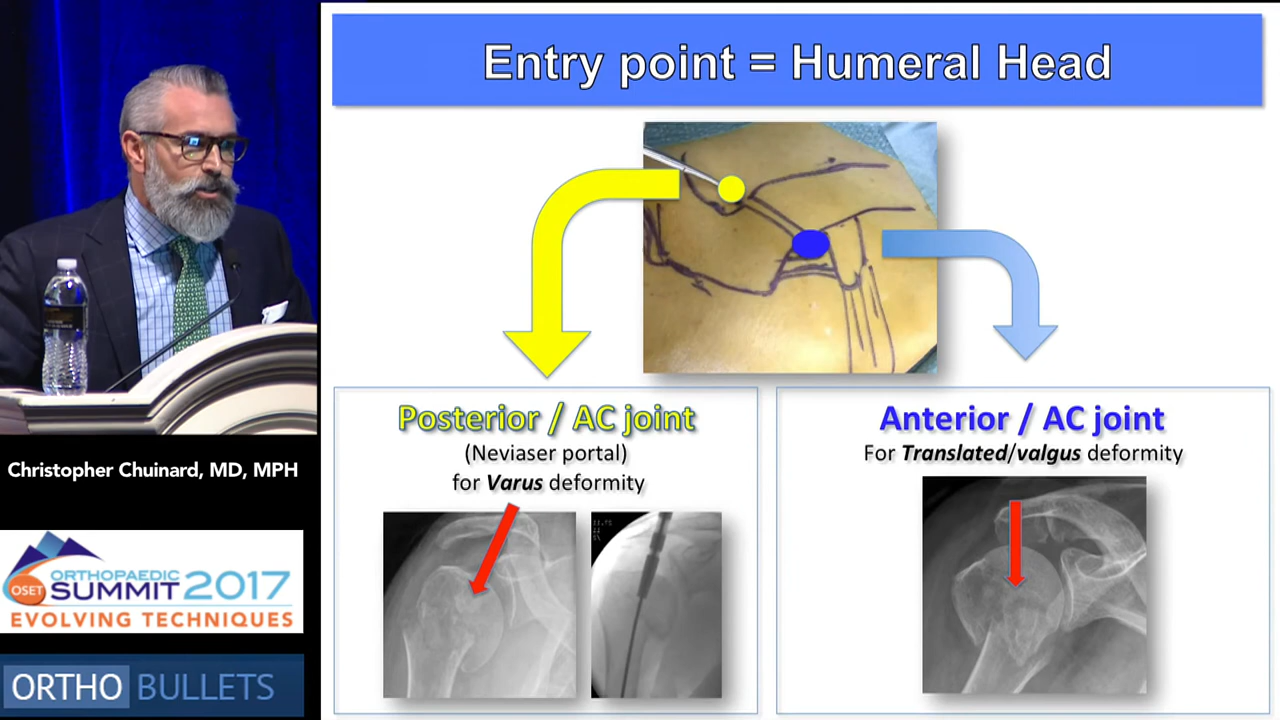 Entry point = Humeral Head
Posterior / AC joint
(Neviaser portal)
for Varus deformity
Anterior / AC joint
For Translated/valgus deformity
Christopher Chuinard, MD, MPH
OSET
ORTHOPAEDIC
SUMMIT 2017
EVOLVING TECHNIQUES
ORTHO BULLETS